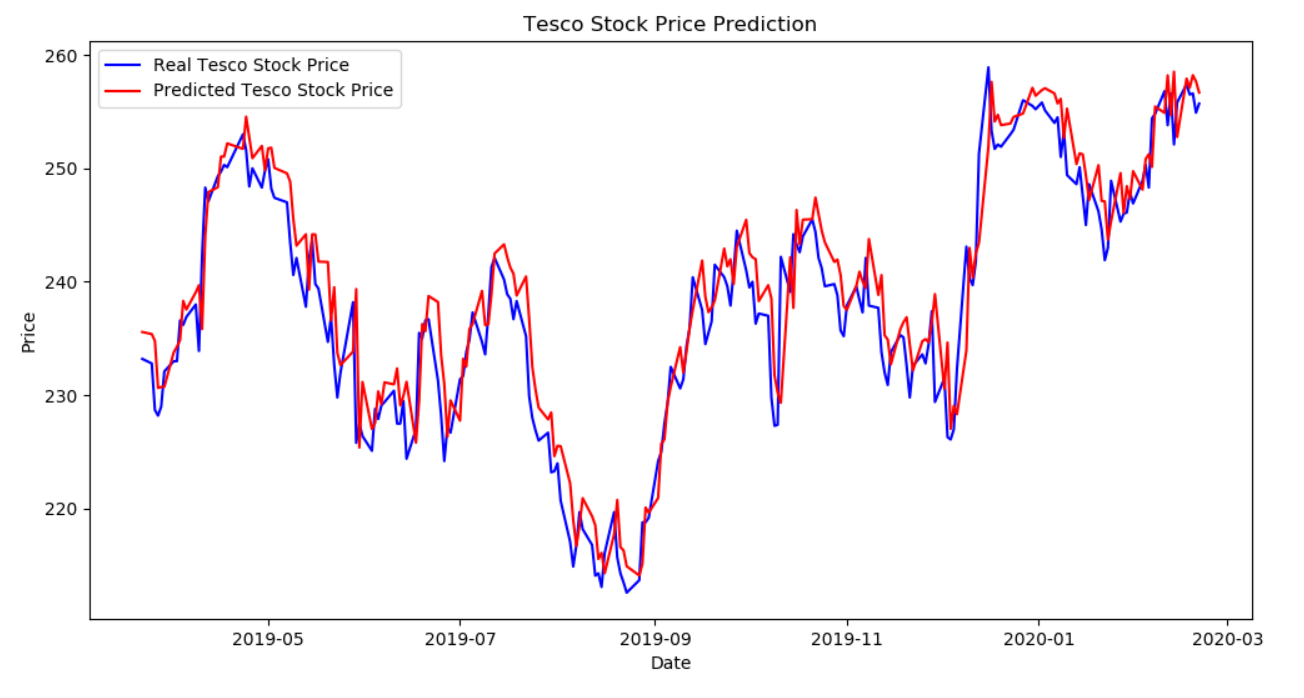 Tesco Stock Price Prediction
Real Tesco Stock Price
Predicted Tesco Stock Price
260
250
240
230
220
Price
2019-05 2019-07 2019-09 2019-11 2020-01 2020-03
Date